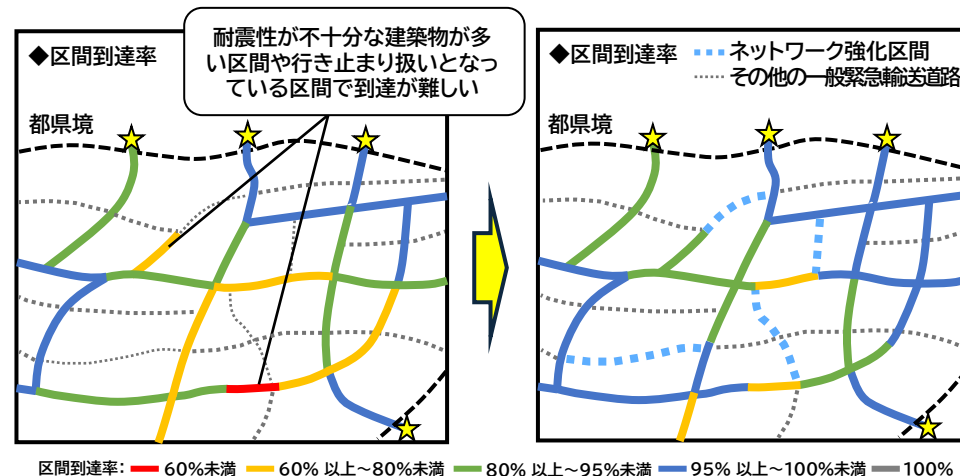 耐震性が不十分な建築物が多
い区間や行き止まり扱いとなっ
ている区間で到達が難しい
◆区間到達率
都県境
◆区間到達率
ネットワーク強化区間
その他の一般緊急輸送道路
都県境
区間到達率: 60%未満 60% 以上～80%未満 80% 以上～95%未満 95% 以上～100%未満 100%